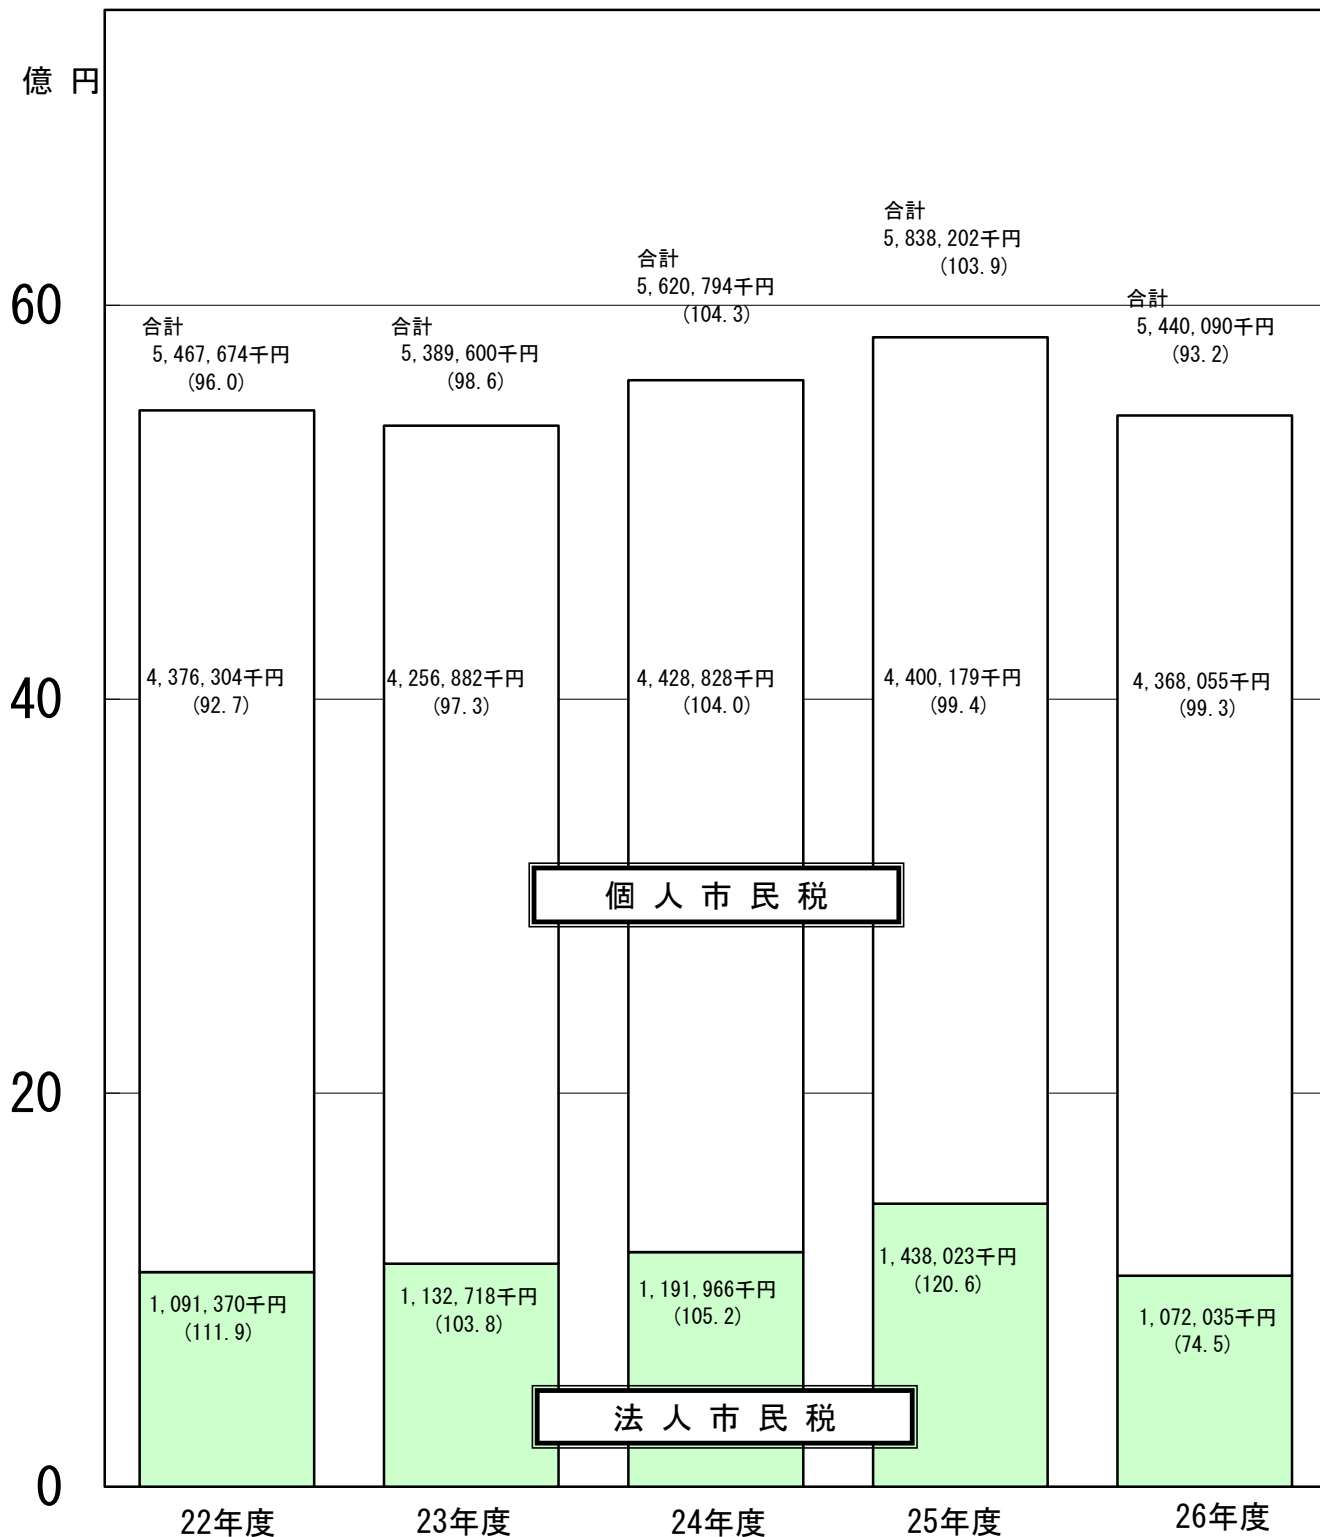 億 円
60
40
20
0
合計
5,467,674千円
(96.0)
合計
5,389,600千円
(98.6)
合計
5,620,794千円
(104.3)
合計
5,838,202千円
(103.9)
合計
5,440,090千円
(93.2)
4,376,304千円
(92.7)
4,256,882千円
(97.3)
4,428,828千円
(104.0)
4,400,179千円
(99.4)
4,368,055千円
(99.3)
個 人 市 民 税
1,091,370千円
(111.9)
1,132,718千円
(103.8)
1,191,966千円
(105.2)
1,438,023千円
(120.6)
1,072,035千円
(74.5)
法 人 市 民 税
22年度
23年度
24年度
25年度
26年度